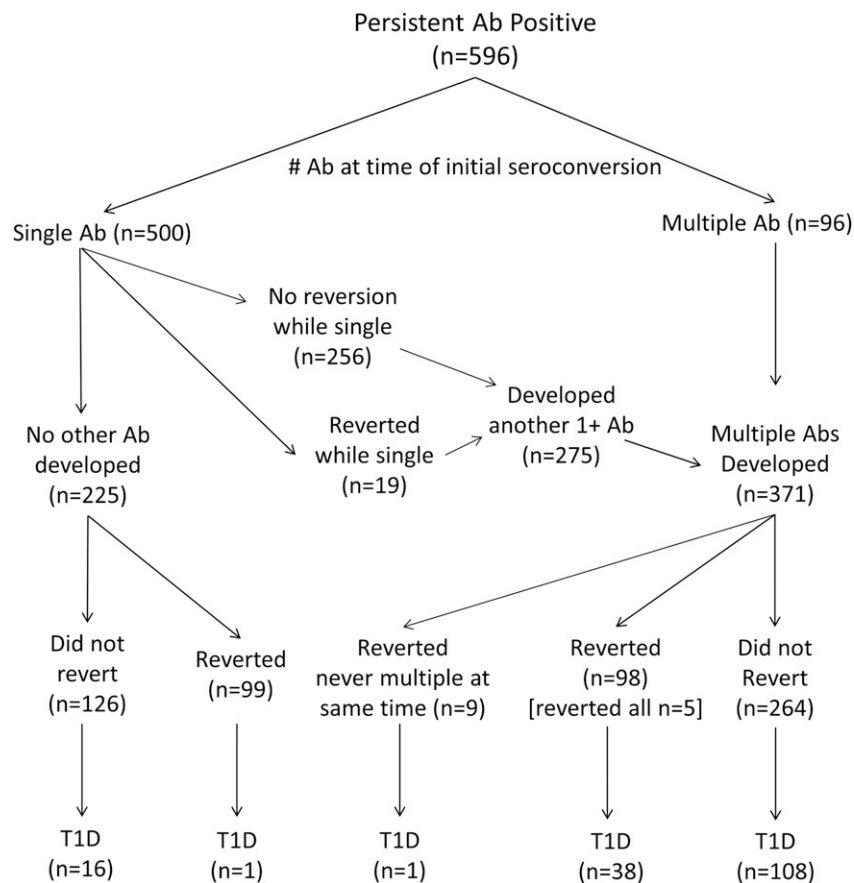 Persistent Ab Positive
(n=596)
# Ab at time of initial seroconversion
Single Ab (n=500)
Multiple Ab (n=96)
No reversion
while single
(n=256)
Developed
another 1+ Ab
(n=275)
Reverted
while single
(n=19)
No other Ab
developed
(n=225)
Multiple Abs
Developed
(n=371)
Did not
revert
(n=126)
Reverted
(n=99)
Reverted
never multiple at
same time (n=9)
Reverted
(n=98)
[reverted all n=5]
Did not
Revert
(n=264)
T1D
(n=16)
T1D
(n=1)
T1D
(n=1)
T1D
(n=38)
T1D
(n=108)